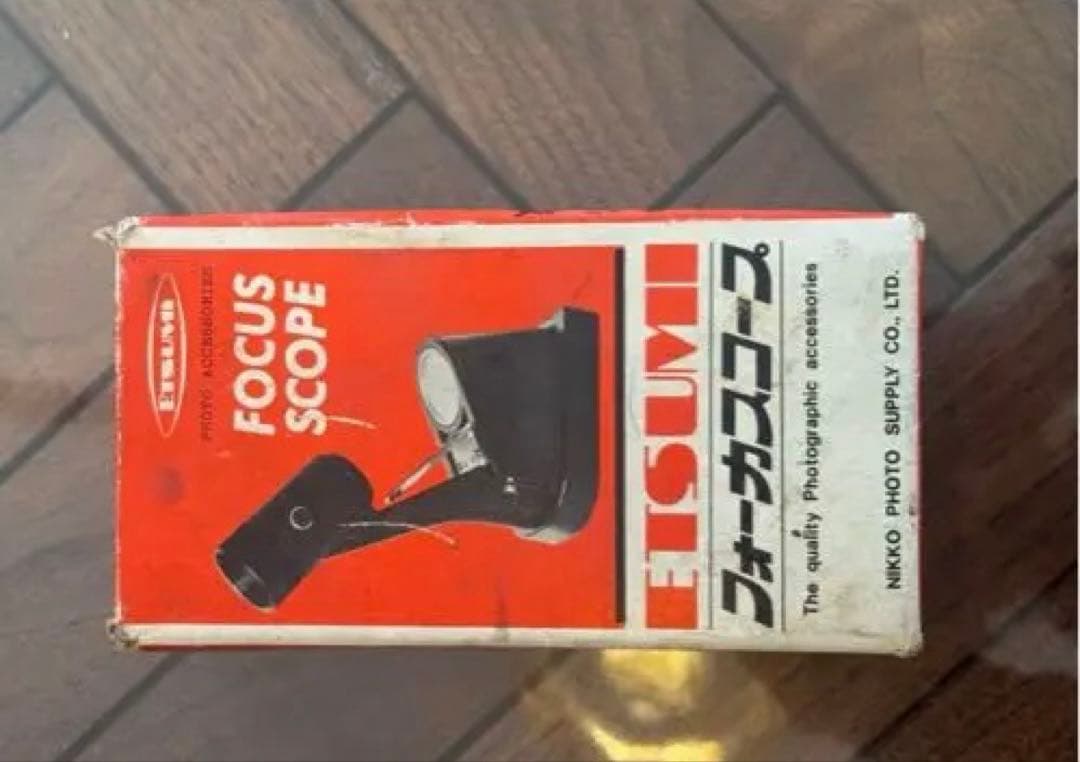 ETSUMI
PHOTO ACCESSORIES
FOCUS
SCOPE
ETSUMI
フォーカスコープ
The quality Photographic accessories
NIKKO PHOTO SUPPLY CO., LTD.